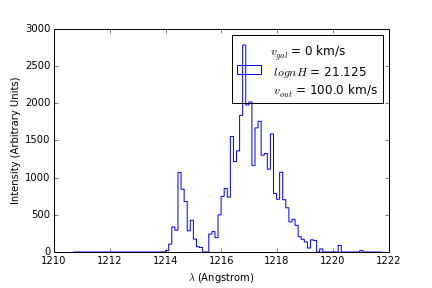 3000
2500
2000
1500
1000
500
0
Intensity (Arbitrary Units)
v_gal = 0 km/s
lognH = 21.125
v_out = 100.0 km/s
1210 1212 1214 1216 1218 1220 1222
λ (Angstrom)